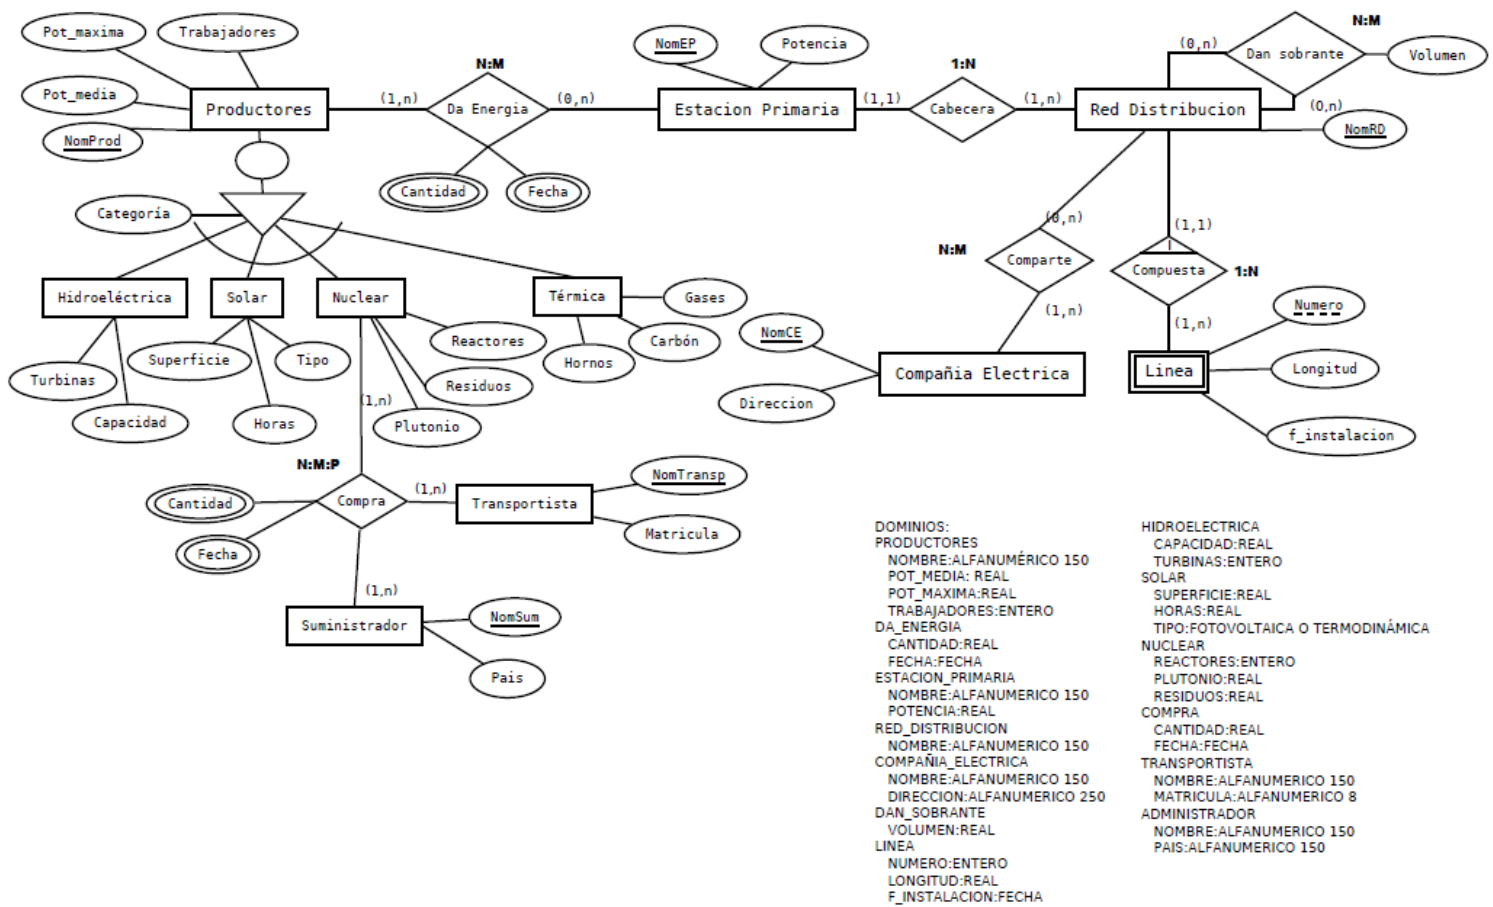 Pot_maxima
Trabajadores
Pot_media
NomProd
Productores
(1,n)
N:M
Da Energia
(0,n)
Cantidad
Fecha
NomEP
Potencia
Estacion Primaria
(1,1)
1:N
Cabecera
(1,n)
Red Distribucion
(0,n)
N:M
Dan sobrante
Volumen
(0,n)
NomRD
Categoría
Hidroeléctrica
Solar
Nuclear
Térmica
Gases
Carbón
Hornos
Turbinas
Capacidad
Superficie
Tipo
Horas
Reactores
Residuos
Plutonio
(1,n)
N:M:P
Compra
Cantidad
Fecha
(1,n)
Transportista
NomTransp
Matricula
(1,n)
Suministrador
NomSum
Pais
(0,n)
N:M
Comparte
(1,n)
NomCE
Direccion
Compañia Electrica
(1,1)
I
Compuesta
1:N
(1,n)
Linea
Numero
Longitud
f_instalacion
DOMINIOS:
PRODUCTORES
NOMBRE:ALFANUMÉRICO 150
POT_MEDIA: REAL
POT_MAXIMA:REAL
TRABAJADORES:ENTERO
DA_ENERGIA
CANTIDAD:REAL
FECHA:FECHA
ESTACION_PRIMARIA
NOMBRE:ALFANUMERICO 150
POTENCIA:REAL
RED_DISTRIBUCION
NOMBRE:ALFANUMERICO 150
COMPAÑIA_ELECTRICA
NOMBRE:ALFANUMERICO 150
DIRECCION:ALFANUMERICO 250
DAN_SOBRANTE
VOLUMEN:REAL
LINEA
NUMERO:ENTERO
LONGITUD:REAL
F_INSTALACION:FECHA
HIDROELECTRICA
CAPACIDAD:REAL
TURBINAS:ENTERO
SOLAR
SUPERFICIE:REAL
HORAS:REAL
TIPO:FOTOVOLTAICA O TERMODINÁMICA
NUCLEAR
REACTORES:ENTERO
PLUTONIO:REAL
RESIDUOS:REAL
COMPRA
CANTIDAD:REAL
FECHA:FECHA
TRANSPORTISTA
NOMBRE:ALFANUMERICO 150
MATRICULA:ALFANUMERICO 8
ADMINISTRADOR
NOMBRE:ALFANUMERICO 150
PAIS:ALFANUMERICO 150